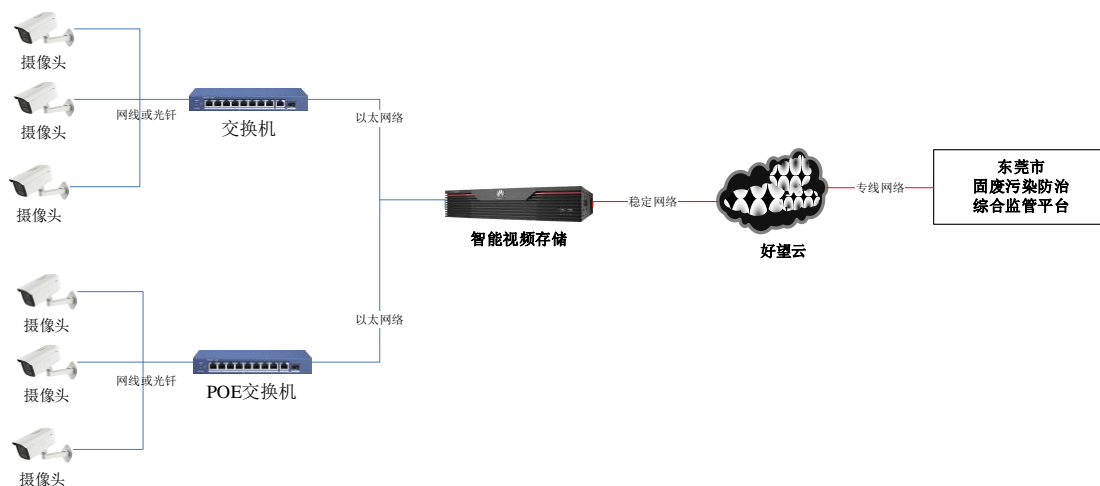 摄像头
摄像头
网线或光钎
摄像头
交换机
以太网络
智能视频存储
稳定网络
好望云
专线网络
东莞市
固废污染防治
综合监管平台
摄像头
摄像头
网线或光钎
摄像头
POE交换机
以太网络